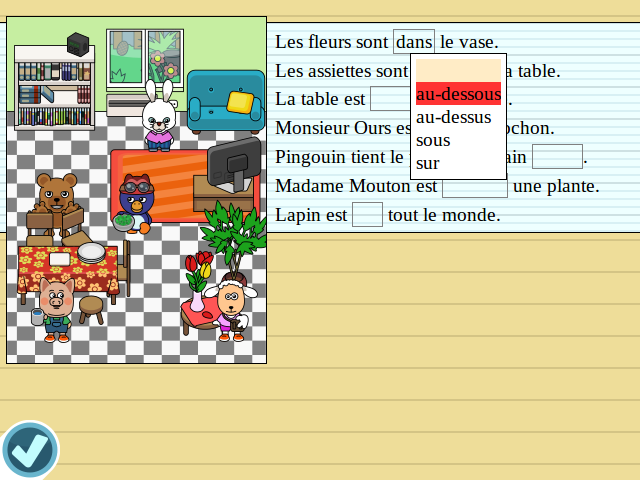 Les fleurs sont dans le vase.
Les assiettes sont a table.
La table est .
Monsieur Ours es ochon.
Pingouin tient le ain .
Madame Mouton est une plante.
Lapin est tout le monde.
au-dessous
au-dessus
sous
sur